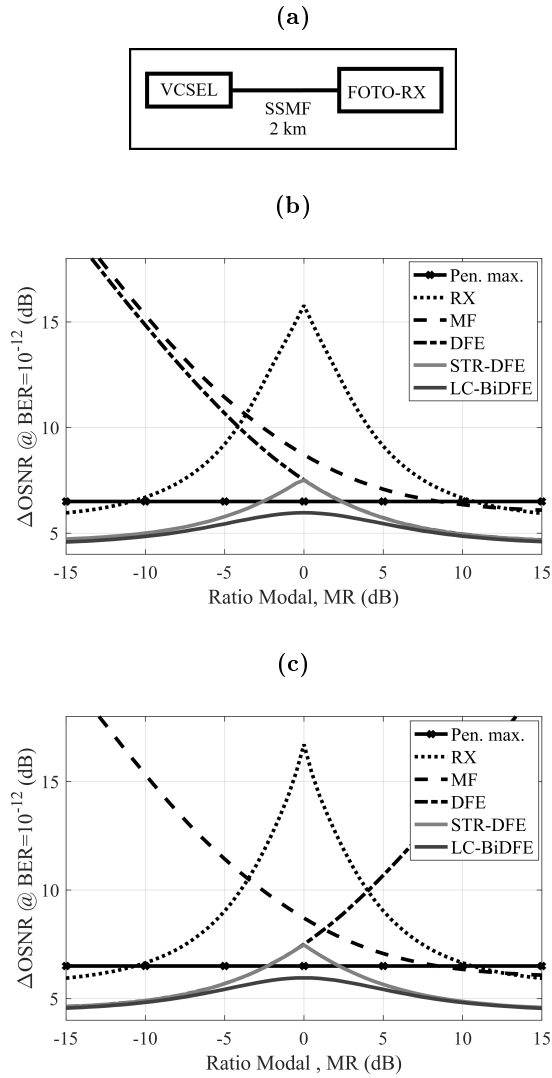 (a)
VCSEL
FOTO-RX
SSMF
2 km
(b)
ΔOSNR @ BER=10^-12 (dB)
15
10
5
Pen. max.
RX
MF
DFE
STR-DFE
LC-BiDFE
-15 -10 -5 0 5 10 15
Ratio Modal, MR (dB)
(c)
ΔOSNR @ BER=10^-12 (dB)
15
10
5
Pen. max.
RX
MF
DFE
STR-DFE
LC-BiDFE
-15 -10 -5 0 5 10 15
Ratio Modal , MR (dB)